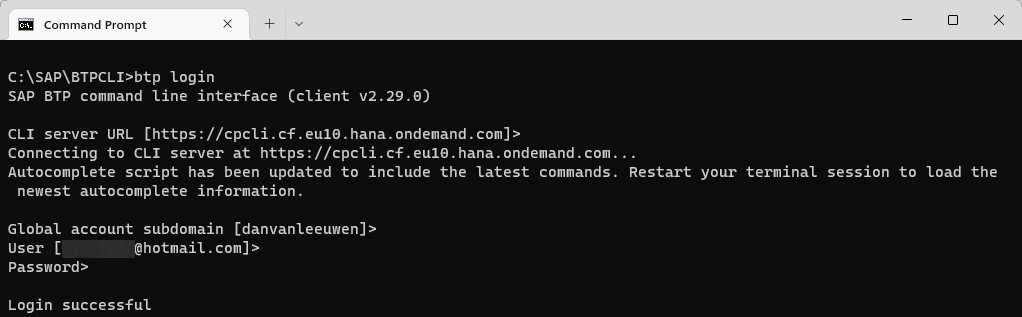 Command Prompt
C:\SAP\BTPCLI>btp login
SAP BTP command line interface (client v2.29.0)
CLI server URL [https://cpcli.cf.eu10.hana.ondemand.com]>
Connecting to CLI server at https://cpcli.cf.eu10.hana.ondemand.com...
Autocomplete script has been updated to include the latest commands. Restart your terminal session to load the
newest autocomplete information.
Global account subdomain [danvanleeuwen]>
User [@hotmail.com]>
Password>
Login successful